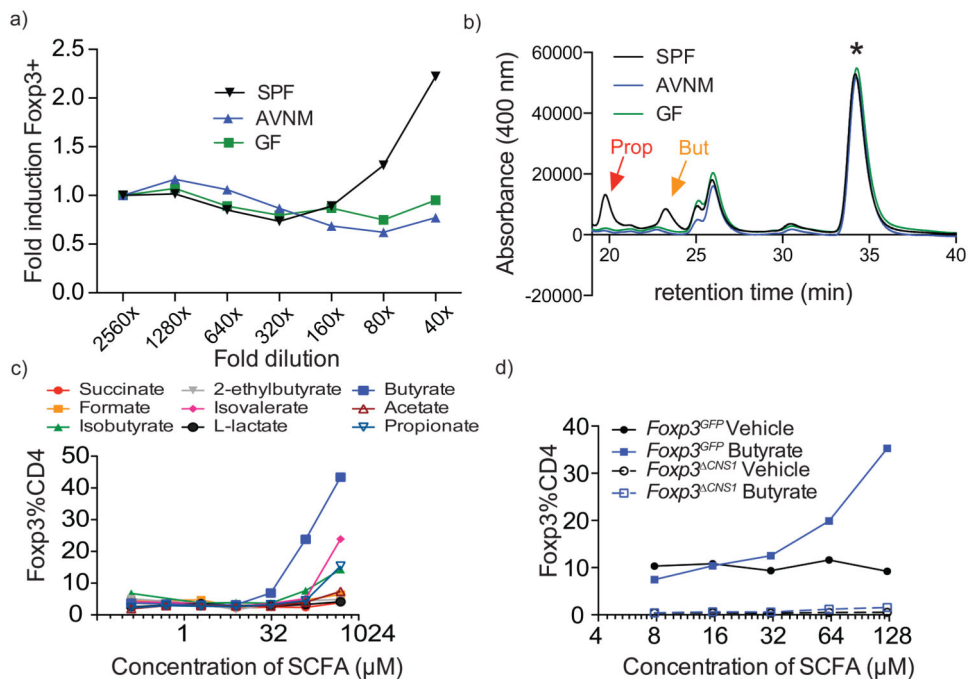 a)
Fold induction Foxp3+
2.5
2.0
1.5
1.0
0.5
0.0
SPF
AVNM
GF
2560x
1280x
640x
320x
160x
80x
40x
Fold dilution
b)
Absorbance (400 nm)
60000
40000
20000
0
-20000
SPF
AVNM
GF
Prop
But
*
20
25
30
35
40
retention time (min)
c)
Succinate
2-ethylbutyrate
Butyrate
Formate
Isovalerate
Acetate
Isobutyrate
L-lactate
Propionate
Foxp3%CD4
50
40
30
20
10
0
1
32
1024
Concentration of SCFA (µM)
d)
Foxp3%CD4
40
30
20
10
0
Foxp3GFP Vehicle
Foxp3GFP Butyrate
Foxp3ΔCNS1 Vehicle
Foxp3ΔCNS1 Butyrate
4
8
16
32
64
128
Concentration of SCFA (µM)